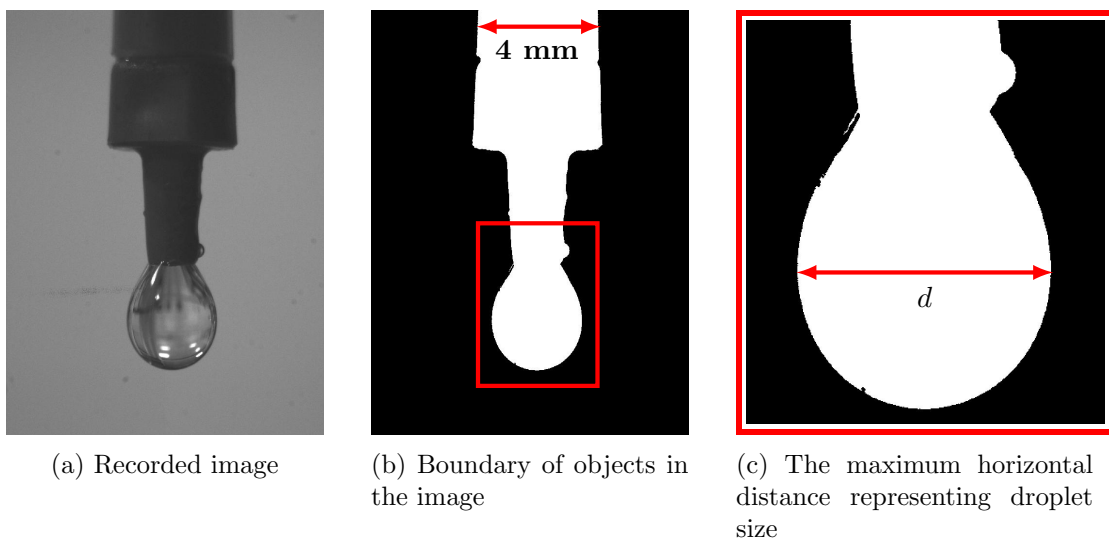 4 mm
d
(a) Recorded image
(b) Boundary of objects in
the image
(c) The maximum horizontal
distance representing droplet
size